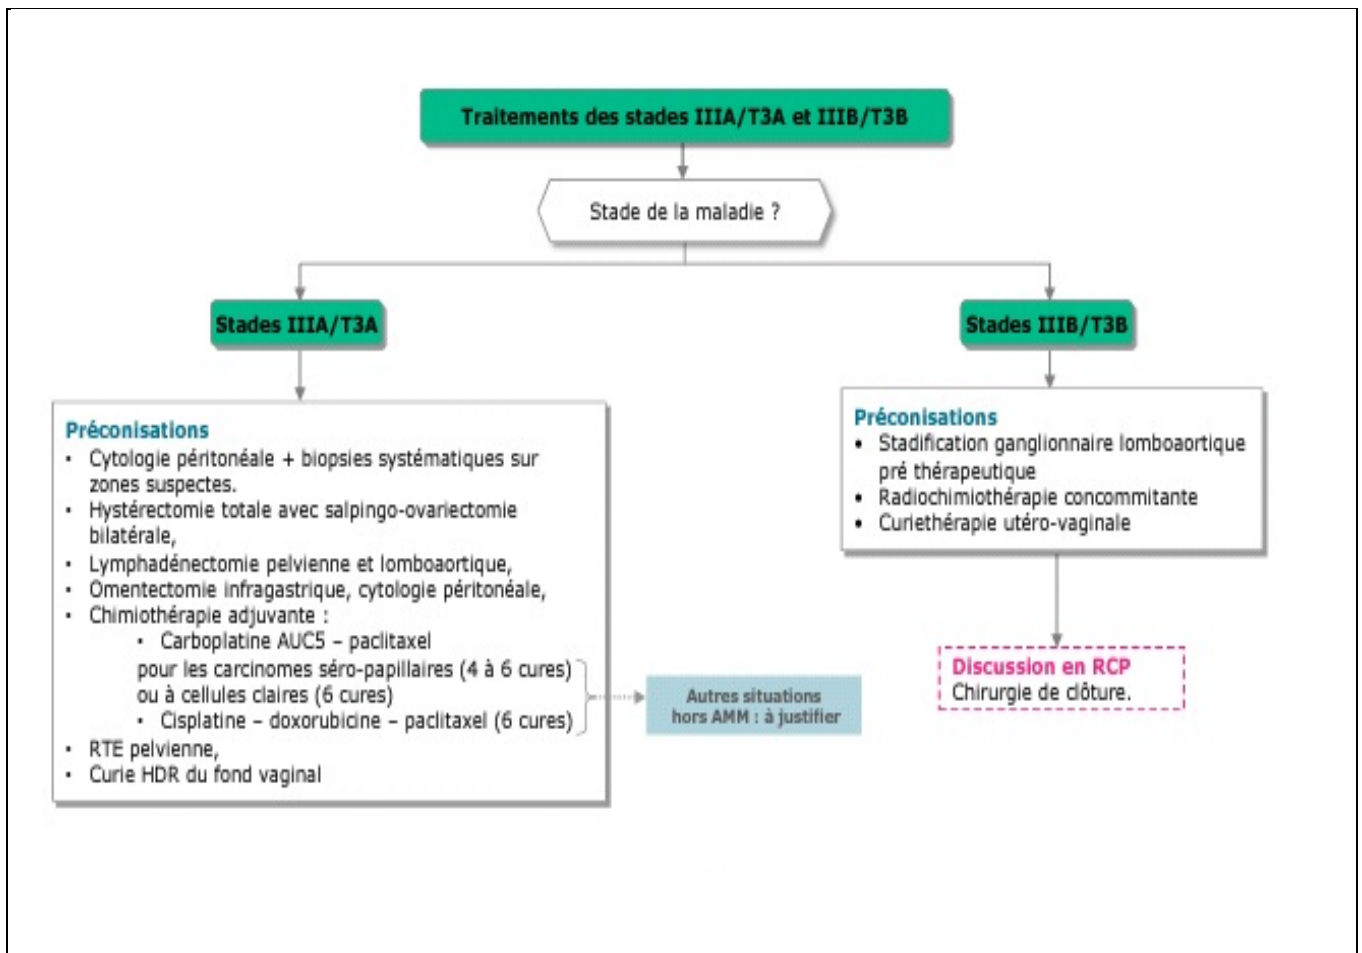 Traitements des stades IIIA/T3A et IIIB/T3B
Stade de la maladie ?
Stades IIIA/T3A
Stades IIIB/T3B
Préconisations
• Cytologie péritonéale + biopsies systématiques sur
zones suspectes.
• Hystérectomie totale avec salpingo-ovariectomie
bilatérale,
• Lymphadénectomie pelvienne et lomboaortique,
• Omentectomie infragastrique, cytologie péritonéale,
• Chimiothérapie adjuvante :
• Carboplatine AUC5 – paclitaxel
pour les carcinomes séro-papillaires (4 à 6 cures)
ou à cellules claires (6 cures)
• Cisplatine – doxorubicine – paclitaxel (6 cures)
• RTE pelvienne,
• Curie HDR du fond vaginal
Autres situations
hors AMM : à justifier
Préconisations
• Stadification ganglionnaire lomboaortique
pré thérapeutique
• Radiochimiothérapie concommitante
• Curiethérapie utéro-vaginale
Discussion en RCP
Chirurgie de clôture.